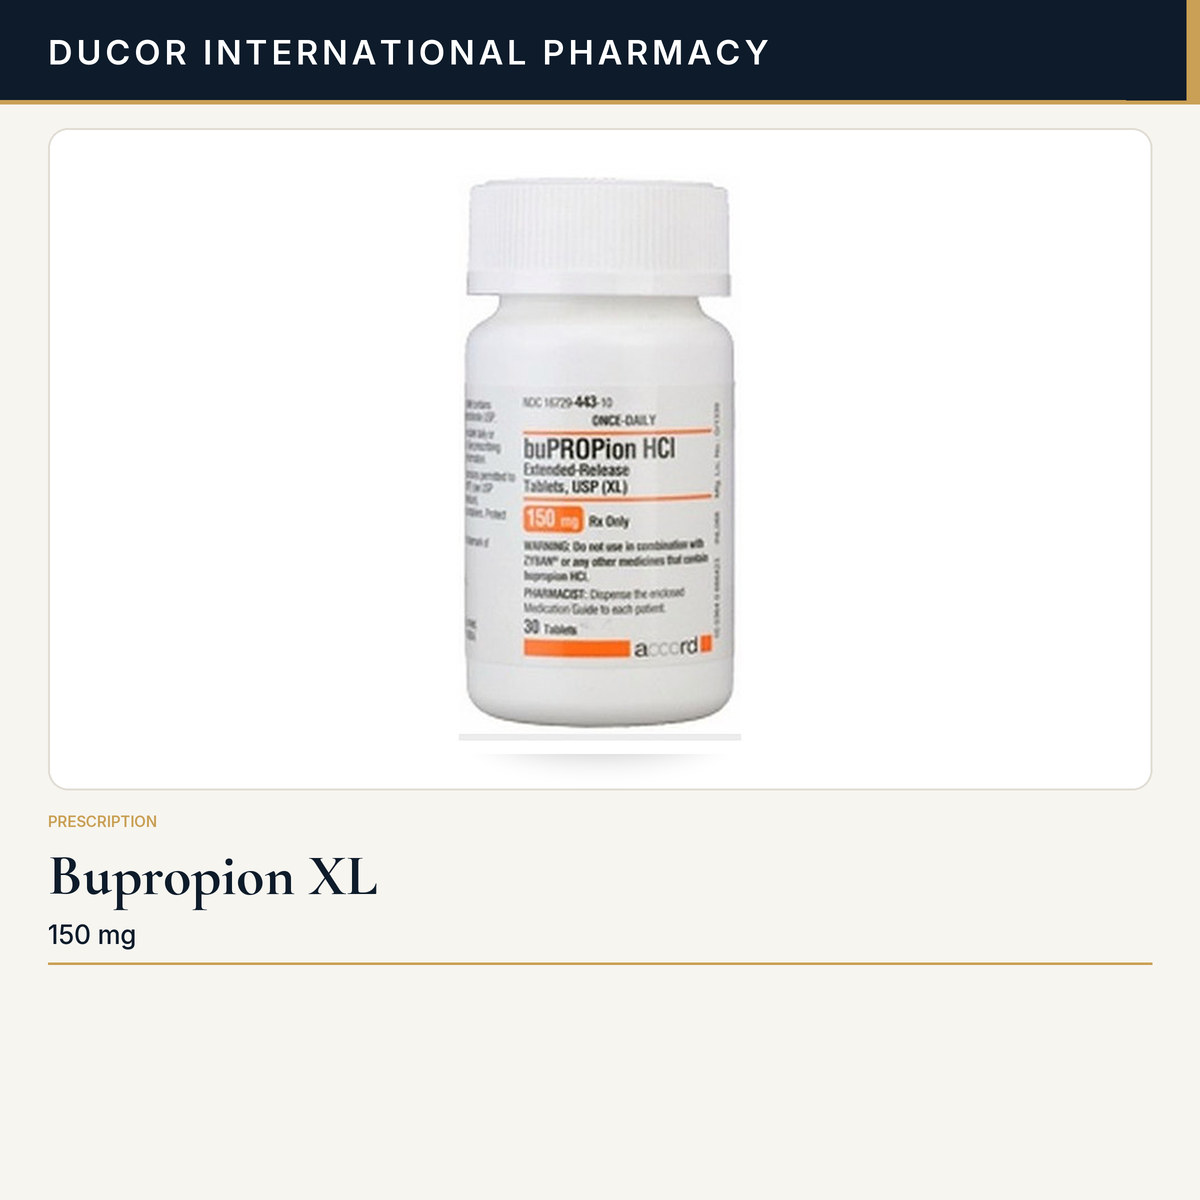 DUCOR INTERNATIONAL PHARMACY
NDC 16729-443-10
ONCE-DAILY
buPROPion HCl
Extended-Release
Tablets, USP (XL)
150 mg Rx Only
WARNING: Do not use in combination with
ZYBAN® or any other medicines that contain
bupropion HCl.
PHARMACIST: Dispense the enclosed
Medication Guide to each patient.
30 Tablets
accord
PRESCRIPTION
Bupropion XL
150 mg